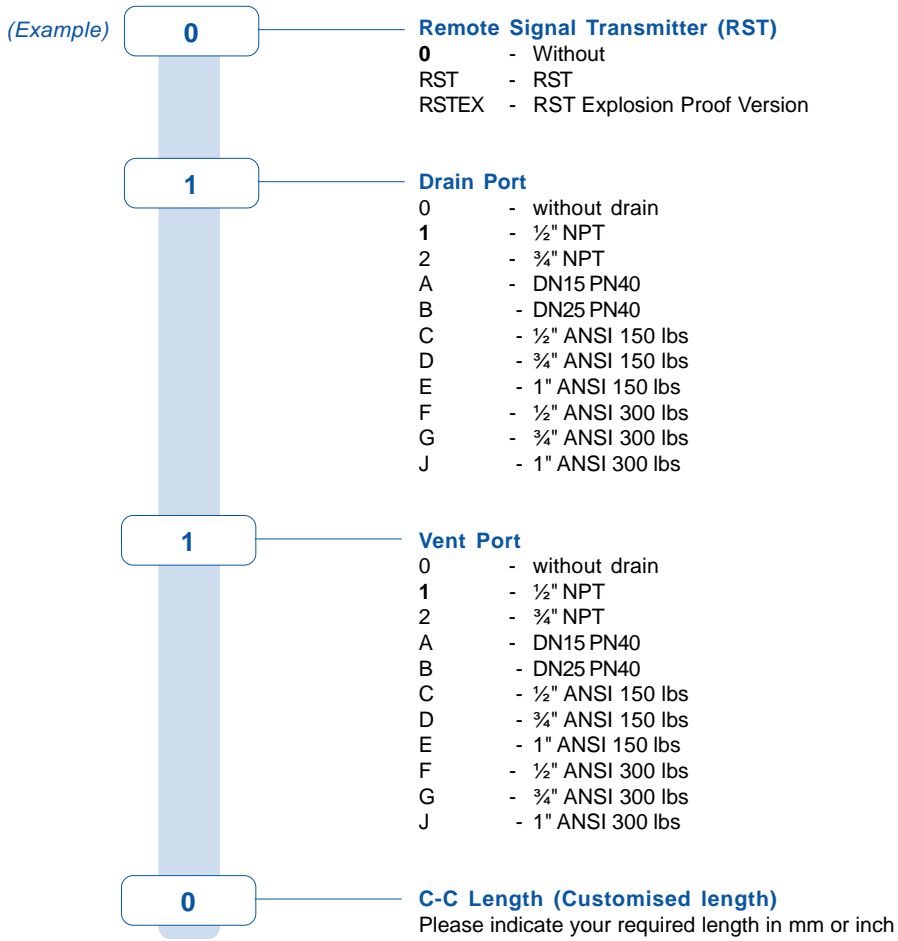 (Example) 0 Remote Signal Transmitter (RST)
0 - Without
RST - RST
RSTEX - RST Explosion Proof Version
1 Drain Port
0 - without drain
1 - ½" NPT
2 - ¾" NPT
A - DN15 PN40
B - DN25 PN40
C - ½" ANSI 150 lbs
D - ¾" ANSI 150 lbs
E - 1" ANSI 150 lbs
F - ½" ANSI 300 lbs
G - ¾" ANSI 300 lbs
J - 1" ANSI 300 lbs
1 Vent Port
0 - without drain
1 - ½" NPT
2 - ¾" NPT
A - DN15 PN40
B - DN25 PN40
C - ½" ANSI 150 lbs
D - ¾" ANSI 150 lbs
E - 1" ANSI 150 lbs
F - ½" ANSI 300 lbs
G - ¾" ANSI 300 lbs
J - 1" ANSI 300 lbs
0 C-C Length (Customised length)
Please indicate your required length in mm or inch